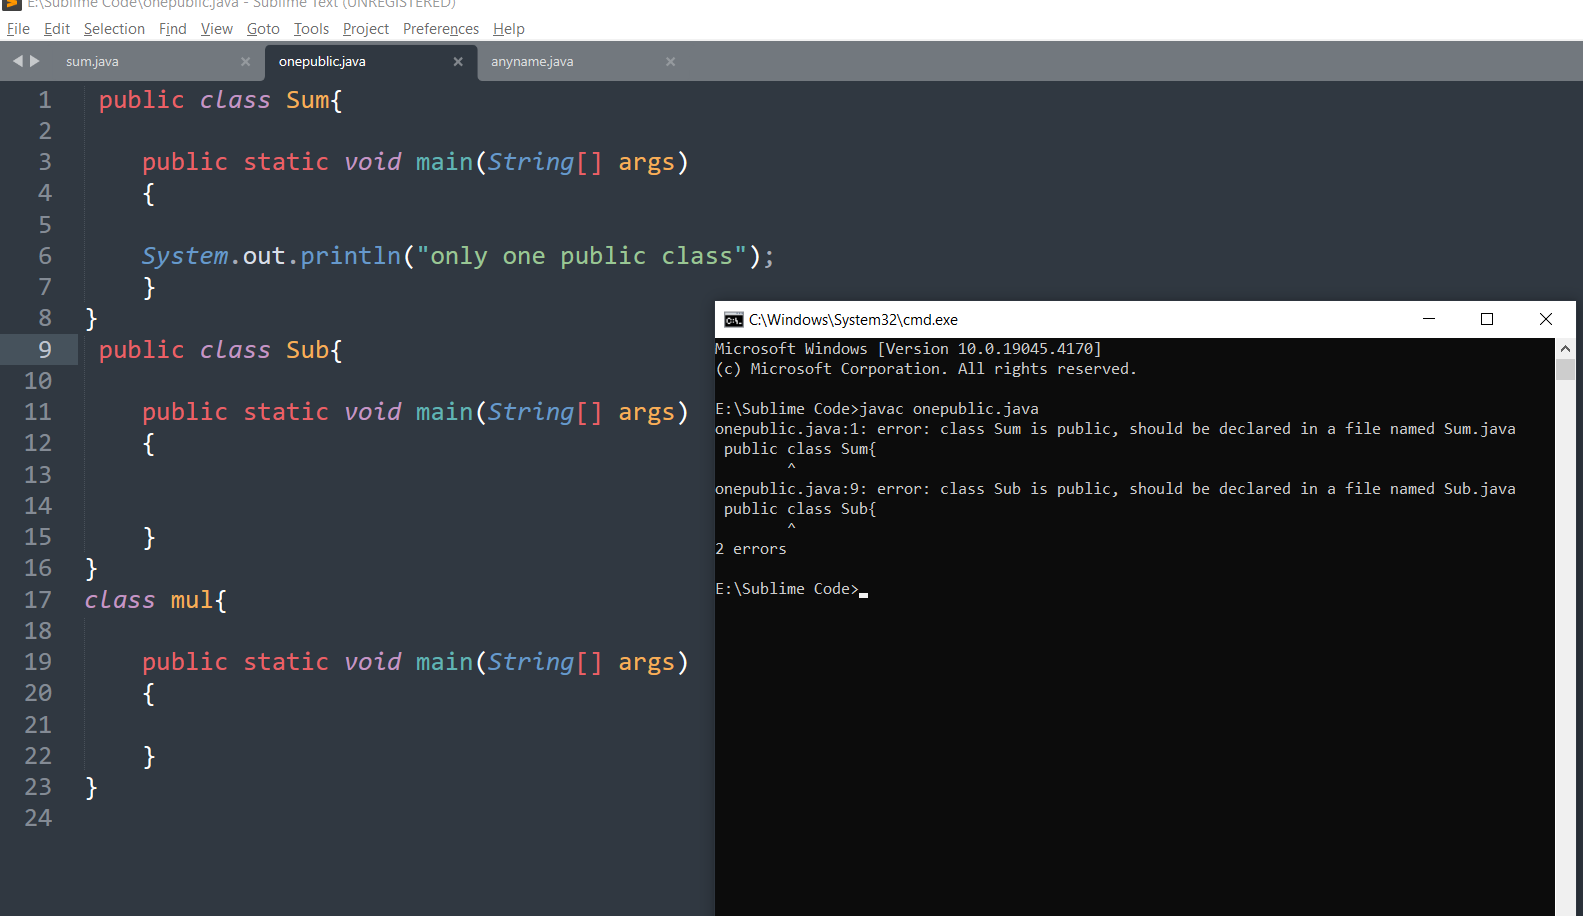 E:\Sublime Code\onepublic.java - Sublime Text (UNREGISTERED)
File Edit Selection Find View Goto Tools Project Preferences Help
sum.java × onepublic.java × anyname.java ×
1 public class Sum{
2
3 public static void main(String[] args)
4 {
5
6 System.out.println("only one public class");
7 }
8 }
9 public class Sub{
10
11 public static void main(String[] args)
12 {
13
14
15 }
16 }
17 class mul{
18
19 public static void main(String[] args)
20 {
21
22 }
23 }
24
C:\Windows\System32\cmd.exe
Microsoft Windows [Version 10.0.19045.4170]
(c) Microsoft Corporation. All rights reserved.
E:\Sublime Code>javac onepublic.java
onepublic.java:1: error: class Sum is public, should be declared in a file named Sum.java
public class Sum{
^
onepublic.java:9: error: class Sub is public, should be declared in a file named Sub.java
public class Sub{
^
2 errors
E:\Sublime Code>